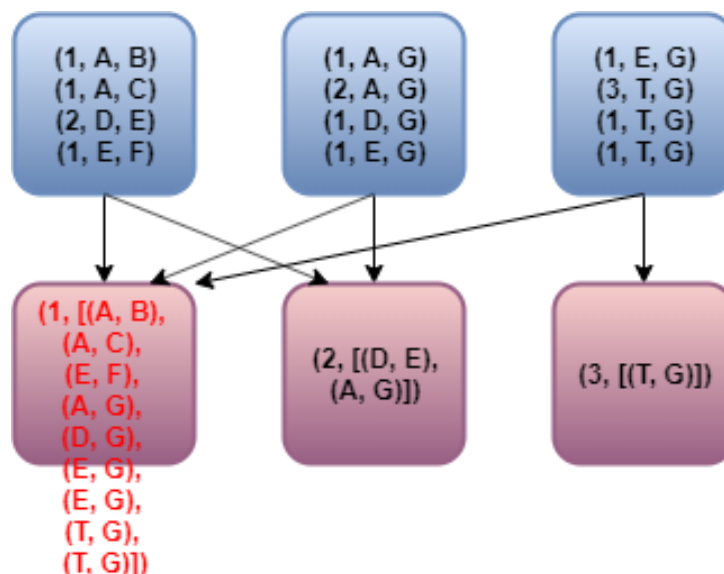 (1, A, B)
(1, A, C)
(2, D, E)
(1, E, F)
(1, A, G)
(2, A, G)
(1, D, G)
(1, E, G)
(1, E, G)
(3, T, G)
(1, T, G)
(1, T, G)
(1, [(A, B),
(A, C),
(E, F),
(A, G),
(D, G),
(E, G),
(E, G),
(T, G),
(T, G)])
(2, [(D, E),
(A, G)])
(3, [(T, G)])